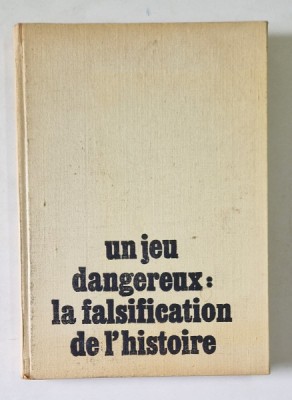 un jeu
dangereux:
la falsification
de l'histoire